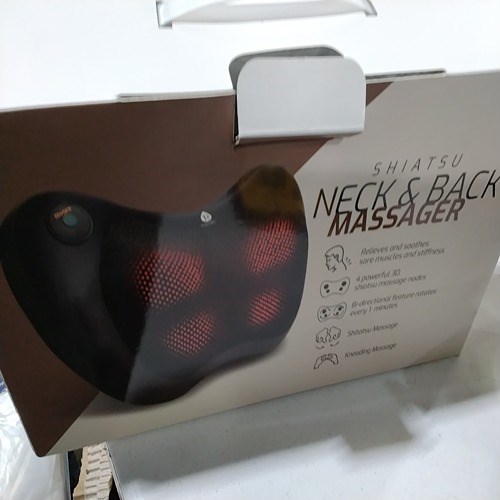 SHIATSU
NECK & BACK
MASSAGER
Relieves and soothes
sore muscles and stiffness
4 powerful 3D
shiatsu massage nodes
Bi-directional feature rotates
every 1 minutes
Shiatsu Massage
Kneading Massage